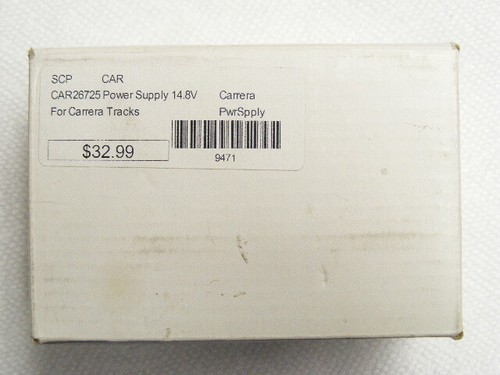 SCP CAR
CAR26725 Power Supply 14.8V Carrera
For Carrera Tracks PwrSpply
$32.99
9471